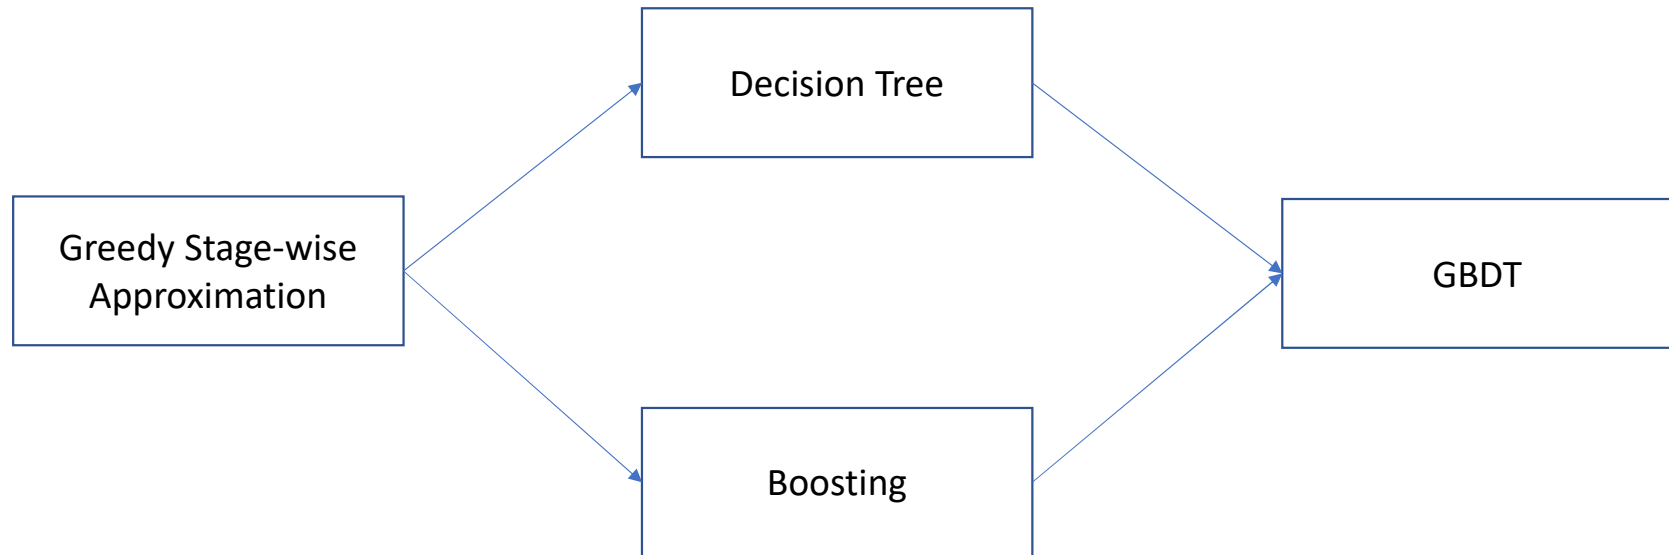 Decision Tree
Greedy Stage-wise
Approximation
GBDT
Boosting